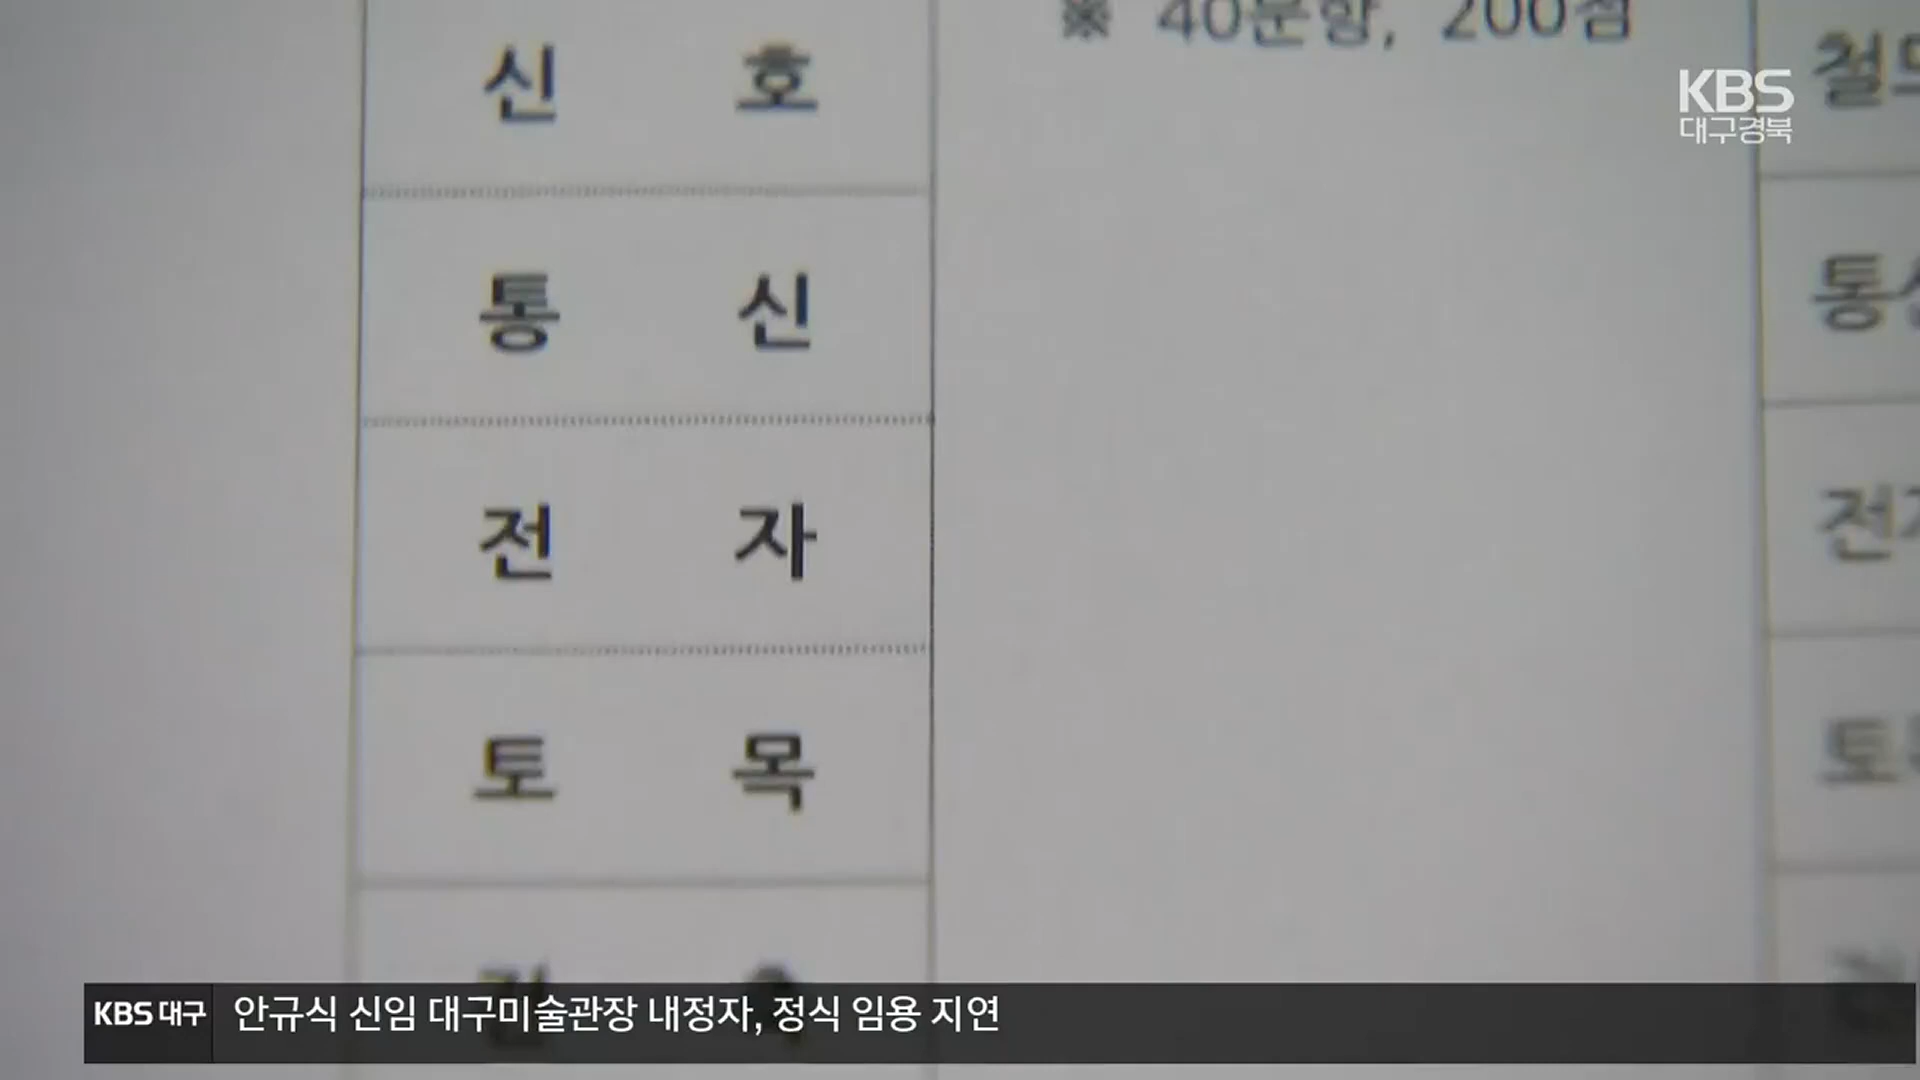 ※ 40문항, 200점
신 호
통 신
전 자
토 목
KBS
대구경북
KBS 대구
안규식 신임 대구미술관장 내정자, 정식 임용 지연